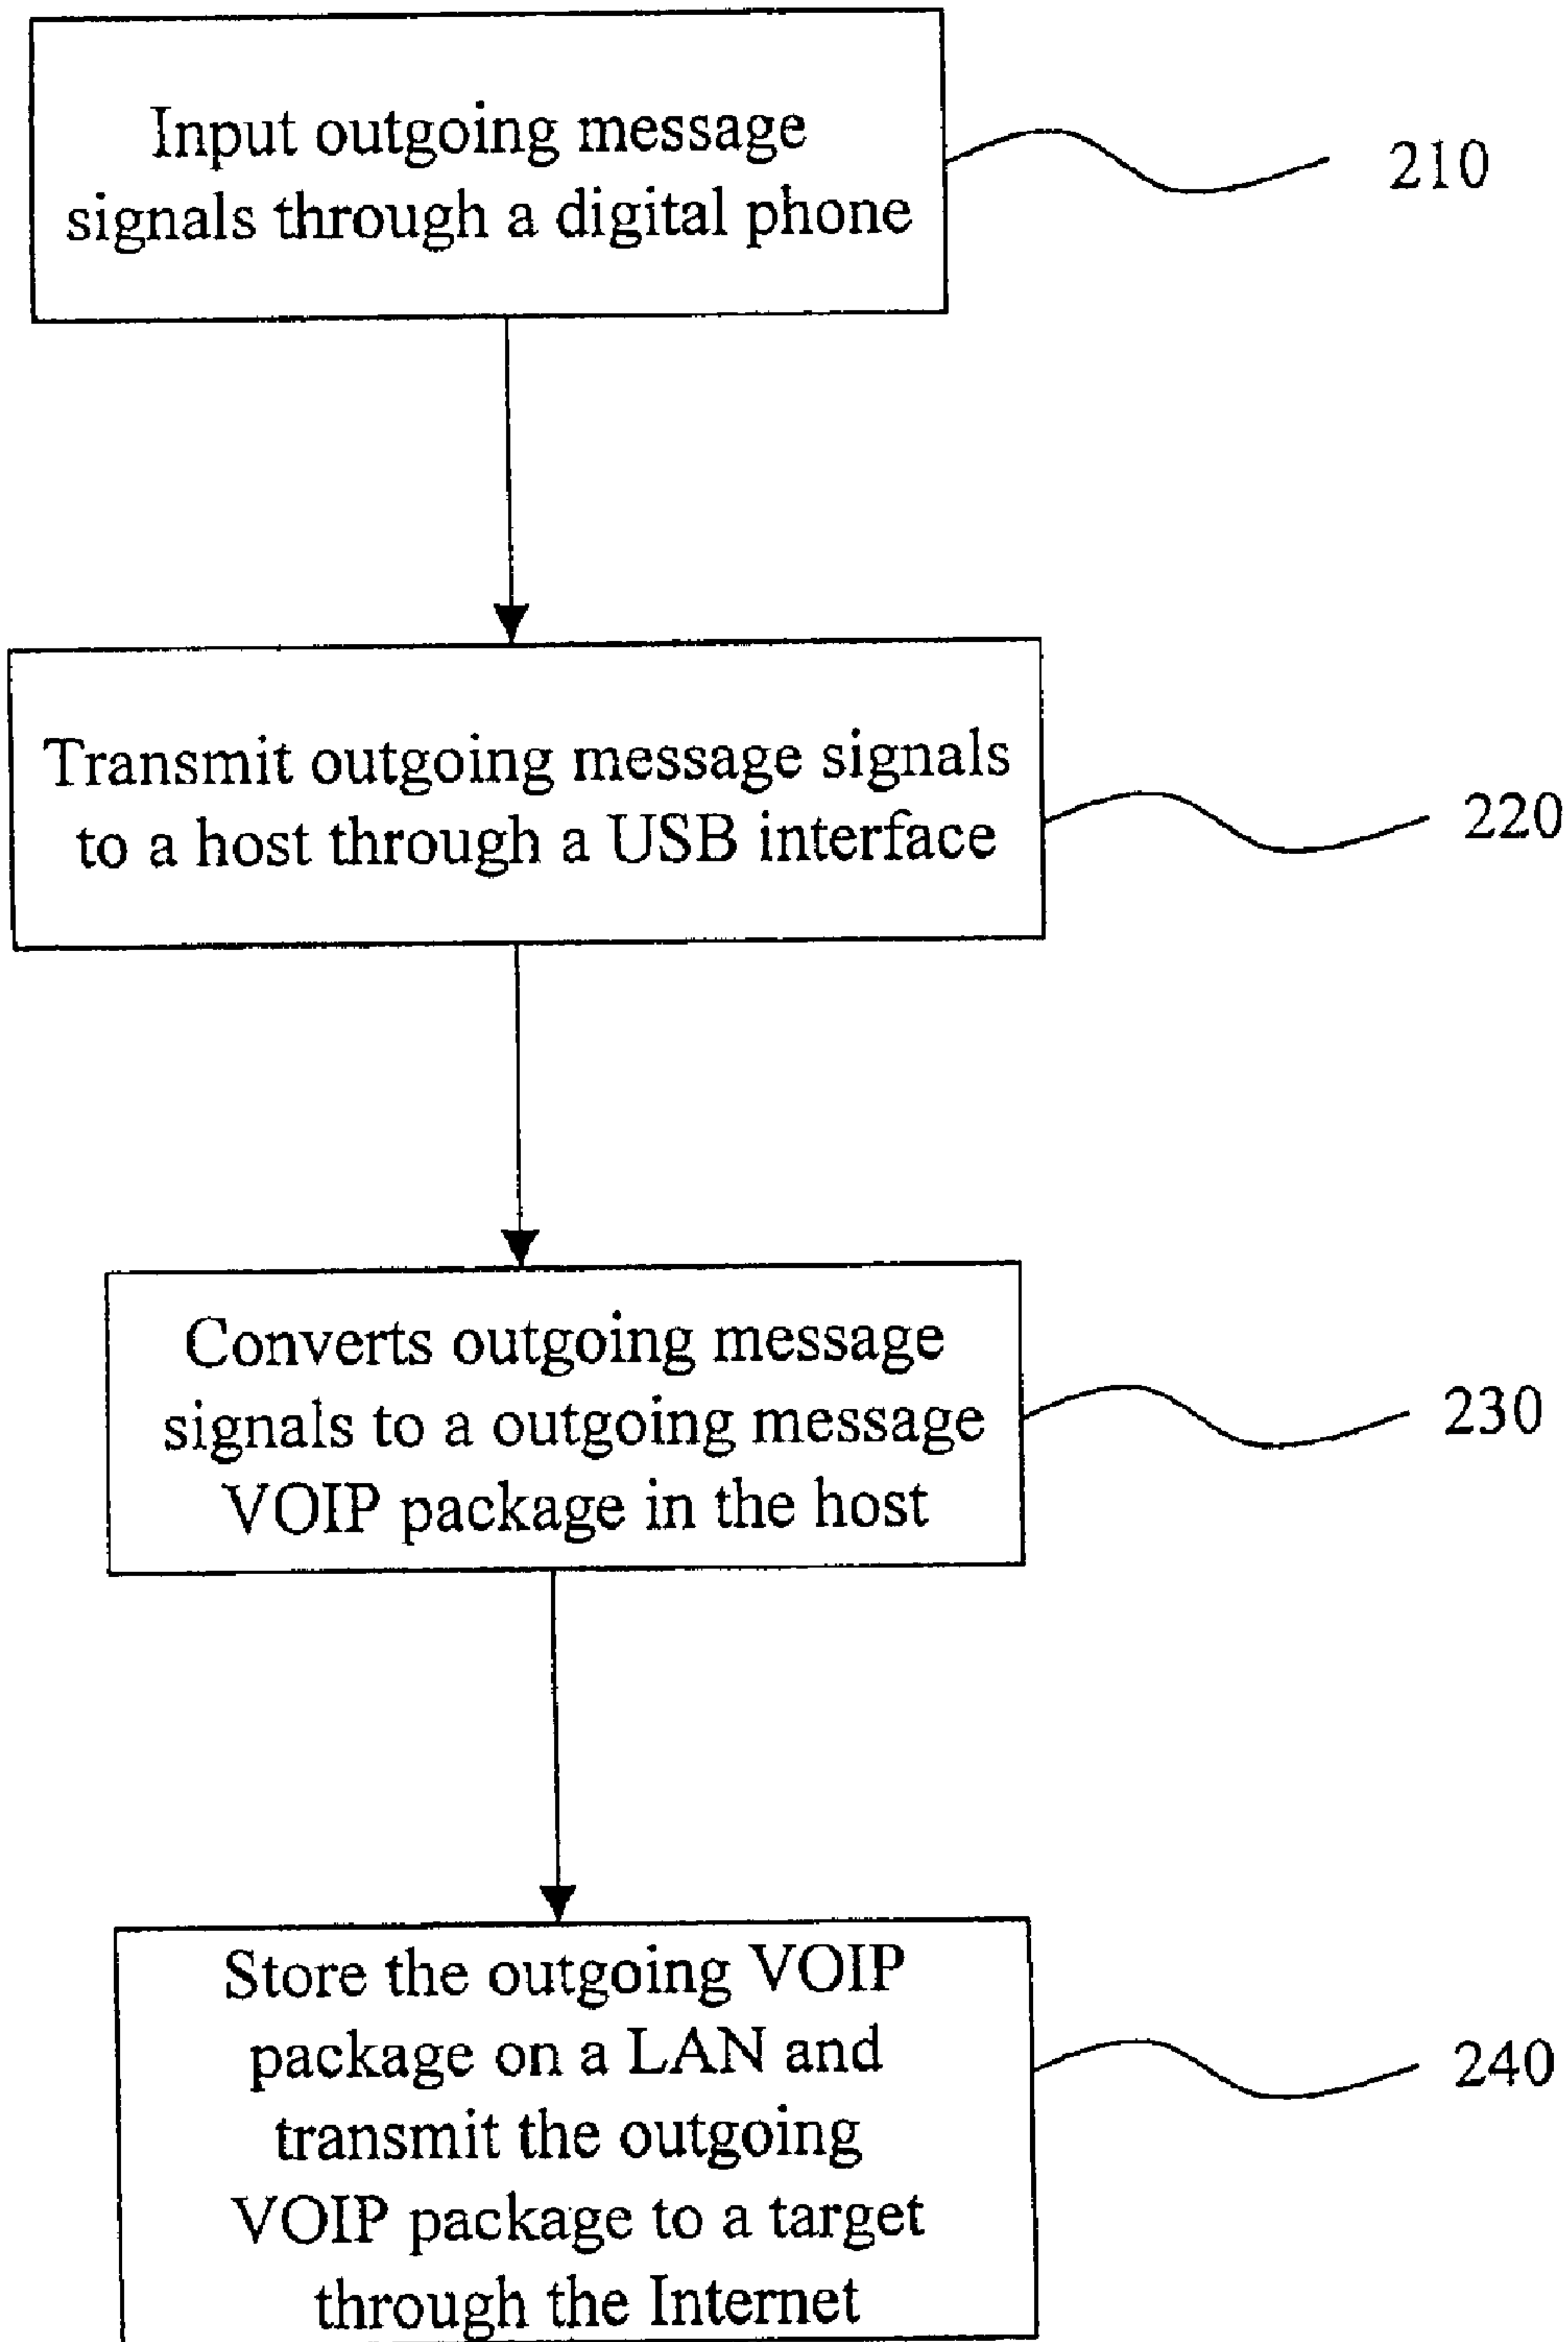 Input outgoing message
signals through a digital phone
210
Transmit outgoing message signals
to a host through a USB interface
220
Converts outgoing message
signals to a outgoing message
VOIP package in the host
230
Store the outgoing VOIP
package on a LAN and
transmit the outgoing
VOIP package to a target
through the Internet
240